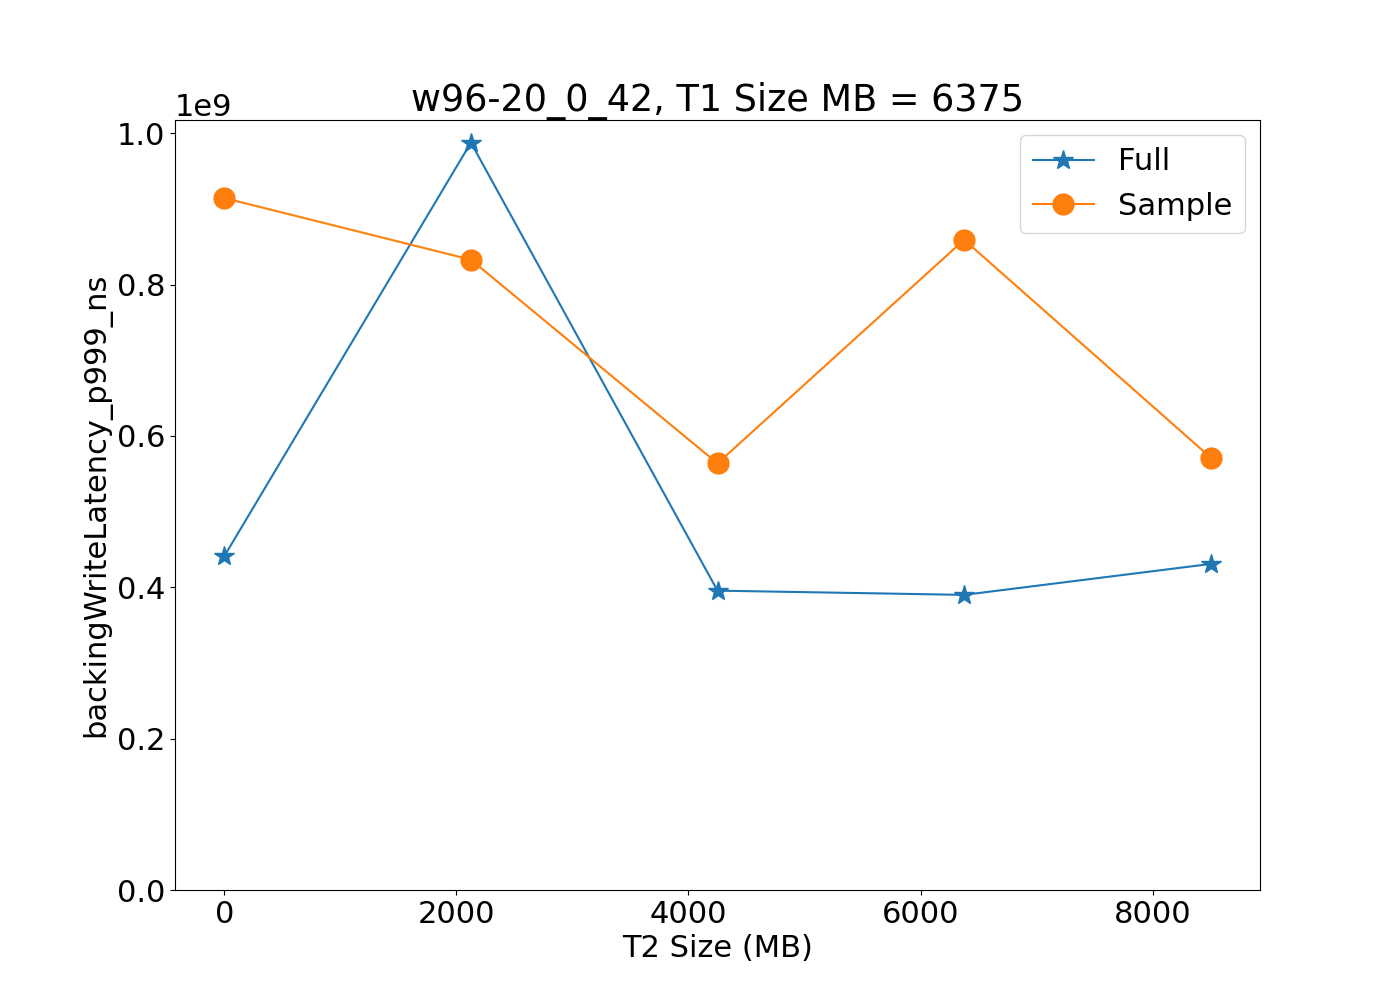 w96-20_0_42, T1 Size MB = 6375
1e9
1.0
0.8
0.6
0.4
0.2
0.0
backingWriteLatency_p999_ns
Full
Sample
0 2000 4000 6000 8000
T2 Size (MB)